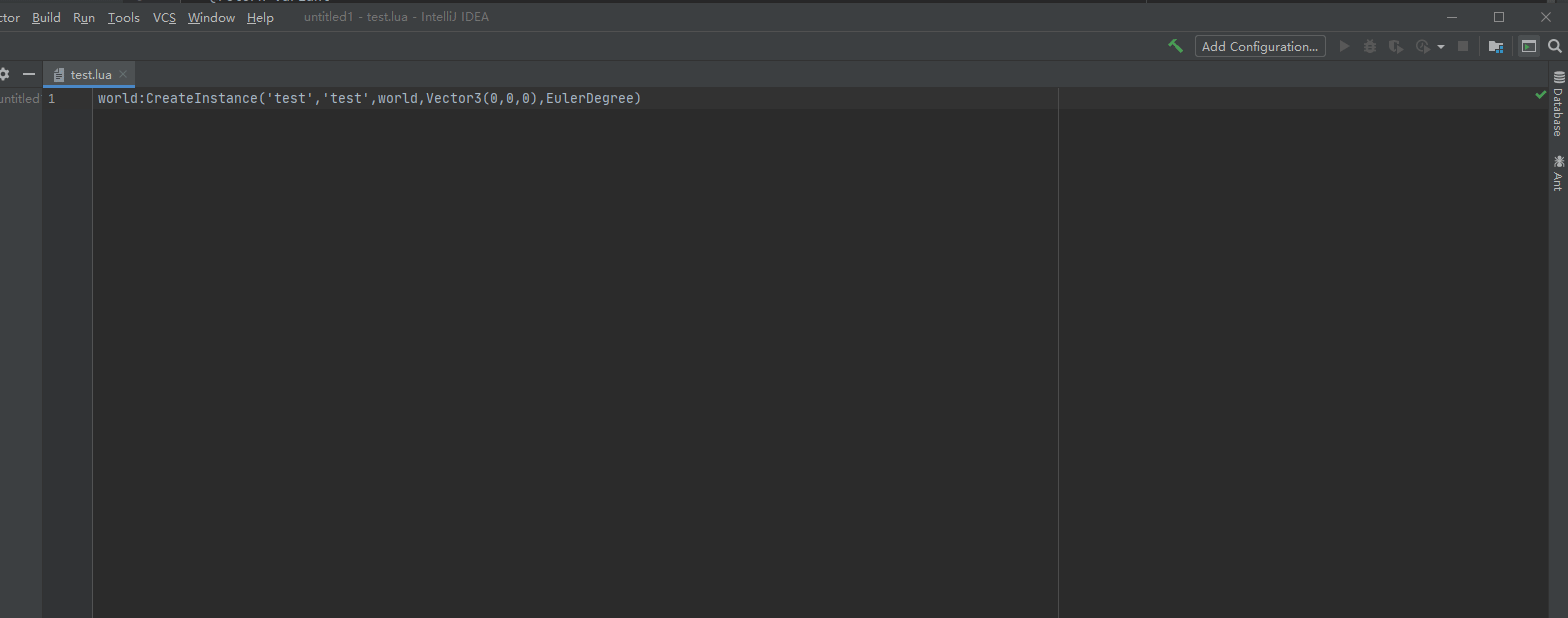 tor Build Run Tools VCS Window Help untitled1 - test.lua - IntelliJ IDEA
Add Configuration...
test.lua
untitled 1 world:CreateInstance('test','test',world,Vector3(0,0,0),EulerDegree)
Database
Ant